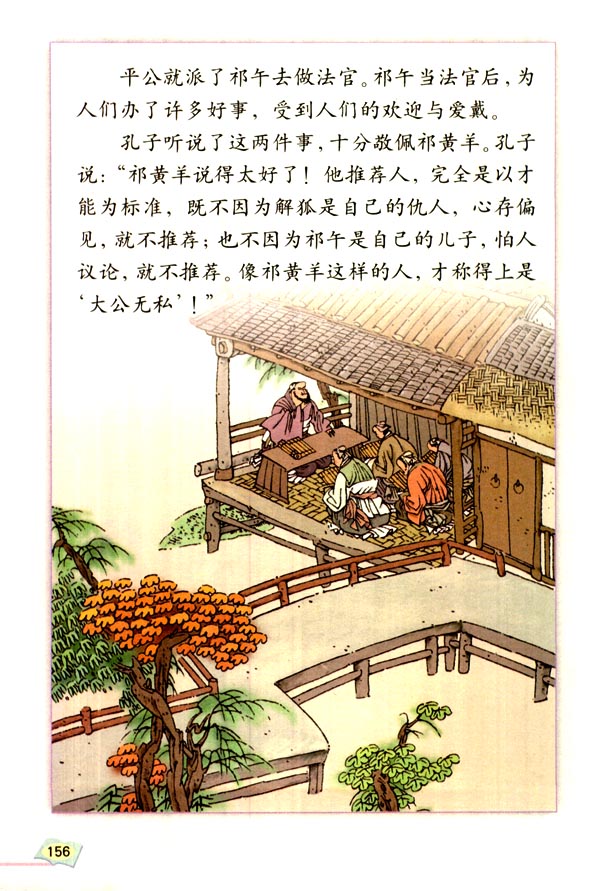 平公就派了祁午去做法官。祁午当法官后，为
人们办了许多好事，受到人们的欢迎与爱戴。
孔子听说了这两件事，十分敬佩祁黄羊。孔子
说：“祁黄羊说得太好了！他推荐人，完全是以才
能为标准，既不因为解狐是自己的仇人，心存偏
见，就不推荐；也不因为祁午是自己的儿子，怕人
议论，就不推荐。像祁黄羊这样的人，才称得上是
‘大公无私’！”
156